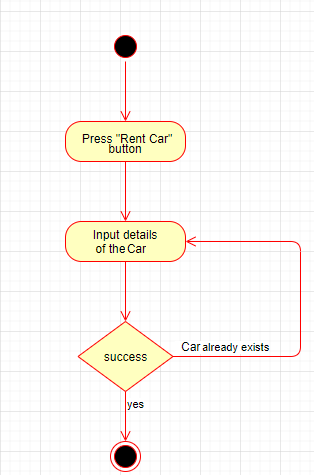 Press "Rent Car"
button
Input details
of the Car
success
Car already exists
yes